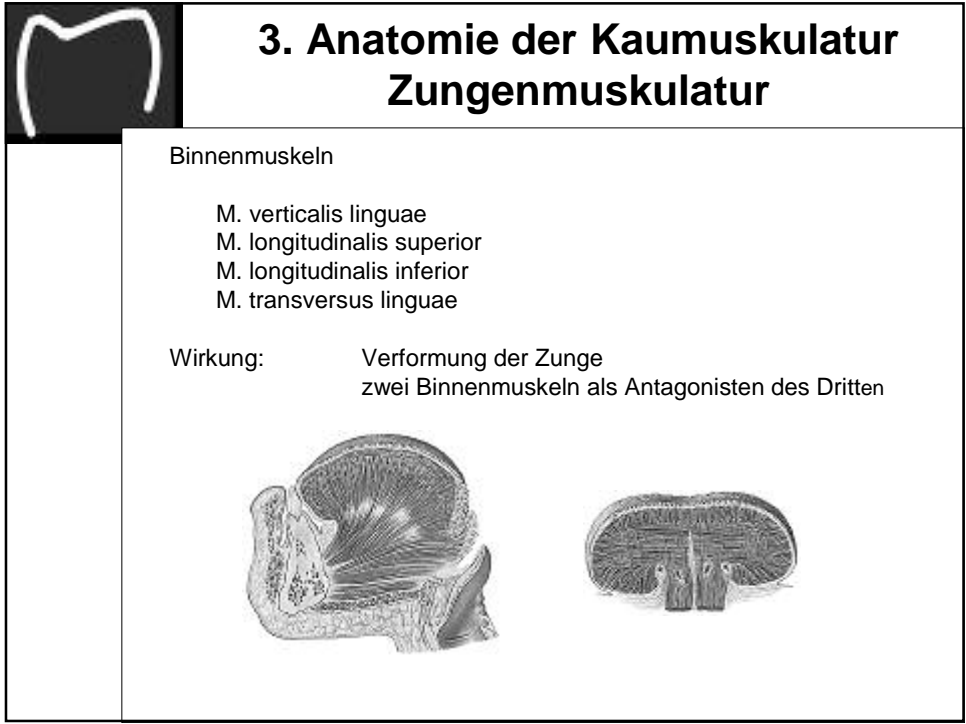 3. Anatomie der Kaumuskulatur
Zungenmuskulatur
Binnenmuskeln
M. verticalis linguae
M. longitudinalis superior
M. longitudinalis inferior
M. transversus linguae
Wirkung: Verformung der Zunge
zwei Binnenmuskeln als Antagonisten des Dritten